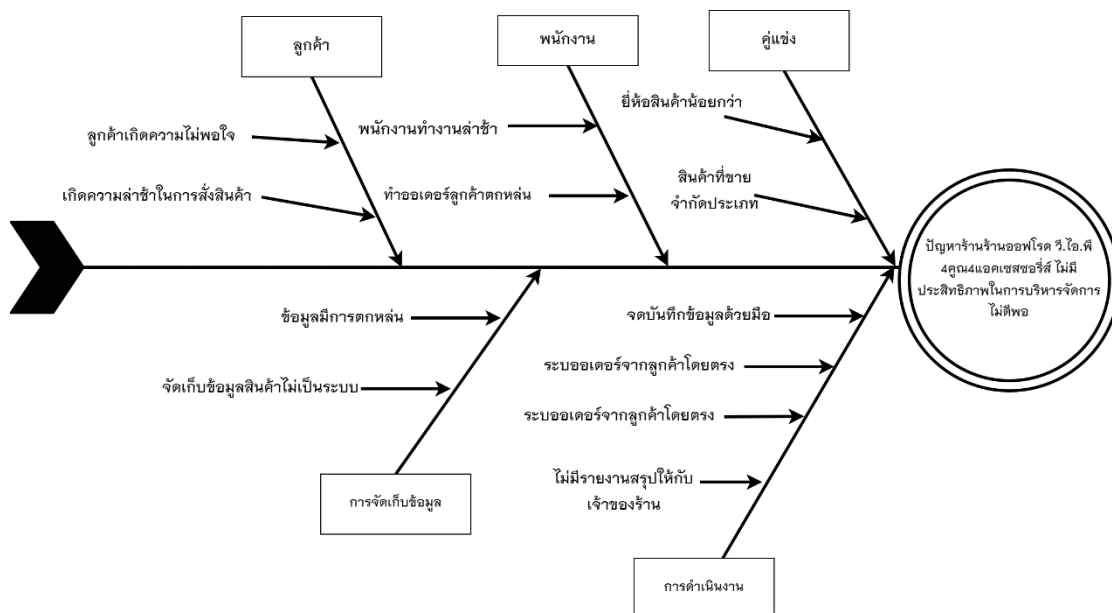 ลูกค้า
พนักงาน
คู่แข่ง
ลูกค้าเกิดความไม่พอใจ
เกิดความล่าช้าในการสั่งสินค้า
พนักงานทำงานล่าช้า
ทำออเดอร์ลูกค้าตกหล่น
ยี่ห้อสินค้าน้อยกว่า
สินค้าที่ขาย
จำกัดประเภท
ปัญหาร้านร้านออฟโรด วี.ไอ.พี
4คูณ4แอคเซสซอรี่ส์ ไม่มี
ประสิทธิภาพในการบริหารจัดการ
ไม่ดีพอ
ข้อมูลมีการตกหล่น
จัดเก็บข้อมูลสินค้าไม่เป็นระบบ
การจัดเก็บข้อมูล
จดบันทึกข้อมูลด้วยมือ
ระบออเดอร์จากลูกค้าโดยตรง
ระบออเดอร์จากลูกค้าโดยตรง
ไม่มีรายงานสรุปให้กับ
เจ้าของร้าน
การดำเนินงาน